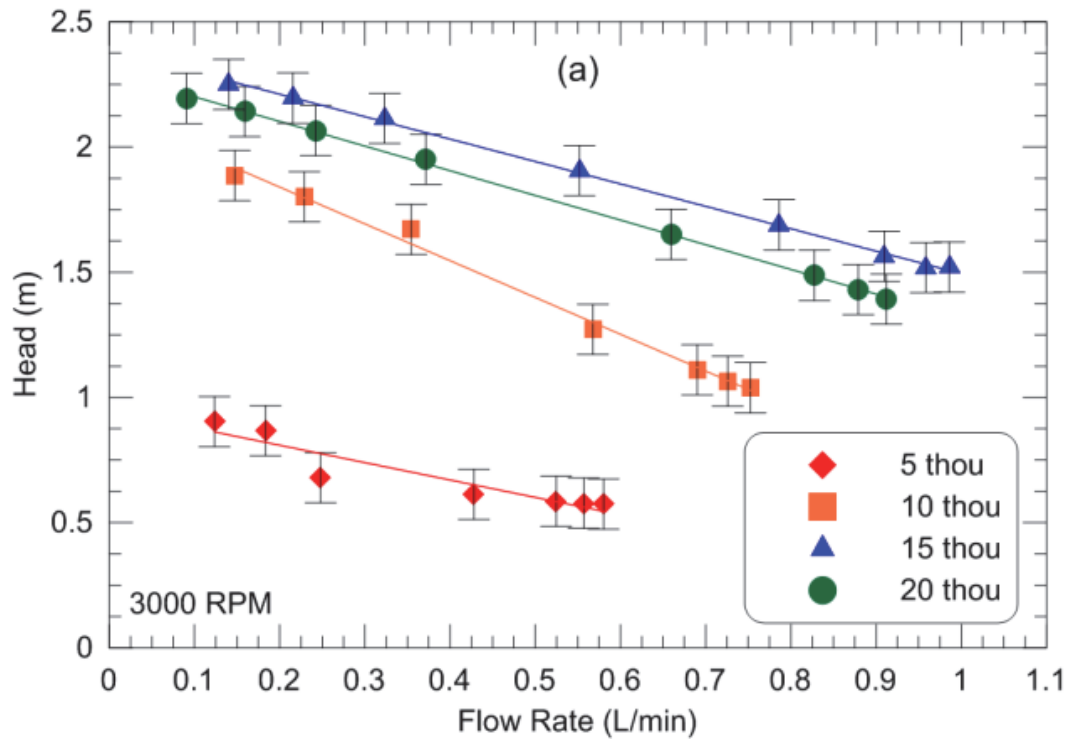 (a)
2.5
2
1.5
1
0.5
0
Head (m)
5 thou
10 thou
15 thou
20 thou
3000 RPM
0 0.1 0.2 0.3 0.4 0.5 0.6 0.7 0.8 0.9 1 1.1
Flow Rate (L/min)